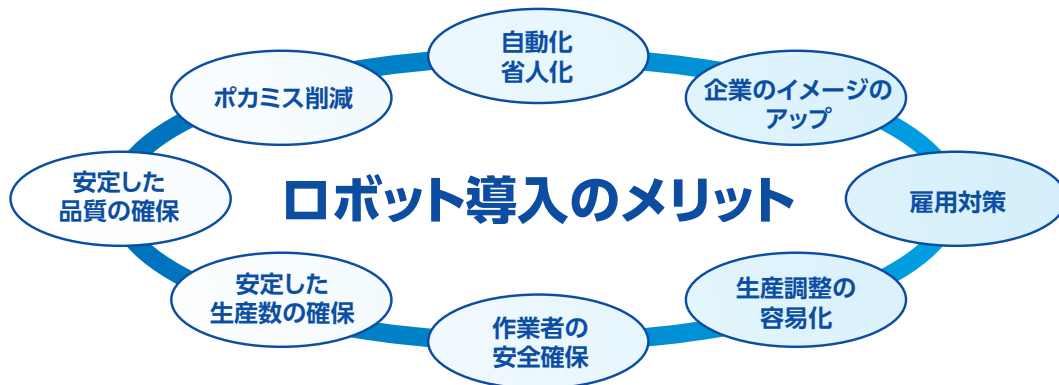 自動化
省人化
ポカミス削減
企業のイメージの
アップ
安定した
品質の確保
ロボット導入のメリット
雇用対策
安定した
生産数の確保
生産調整の
容易化
作業者の
安全確保